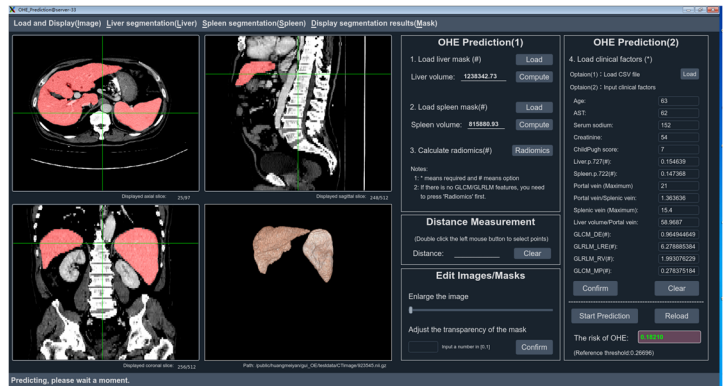 OHE_Prediction@server-33
Load and Display(Image) Liver segmentation(Liver) Spleen segmentation(Spleen) Display segmentation results(Mask)
Displayed axial slice: 25/97
Displayed sagittal slice: 248/512
Displayed coronal slice: 256/512
OHE Prediction(1)
1. Load liver mask (#) Load
Liver volume: 1238342.73 Compute
2. Load spleen mask(#) Load
Spleen volume: 815880.93 Compute
3. Calculate radiomics(#) Radiomics
Notes:
1: * means required and # means option
2: If there is no GLCM/GLRLM features, you need
to press 'Radiomics' first.
Distance Measurement
(Double click the left mouse button to select points)
Distance: Clear
Edit Images/Masks
Enlarge the image
Adjust the transparency of the mask
Input a number in [0,1] Confirm
OHE Prediction(2)
4. Load clinical factors (*)
Optaion(1) : Load CSV file Load
Optaion(2) : Input clinical factors
Age: 63
AST: 62
Serum sodium: 152
Creatinine: 54
ChildPugh score: 7
Liver.p.727(#): 0.154639
Spleen.p.722(#): 0.147368
Portal vein (Maximum) 21
Portal vein/Splenic vein: 1.363636
Splenic vein (Maximum): 15.4
Liver volume/Portal vein: 58.9687
GLCM_DE(#): 0.964944649
GLRLM_LRE(#): 6.278885384
GLRLM_RV(#): 1.993076229
GLCM_MP(#): 0.278375184
Confirm Clear
Start Prediction Reload
The risk of OHE: 0.18210
(Reference threshold:0.26696)
Predicting, please wait a moment.